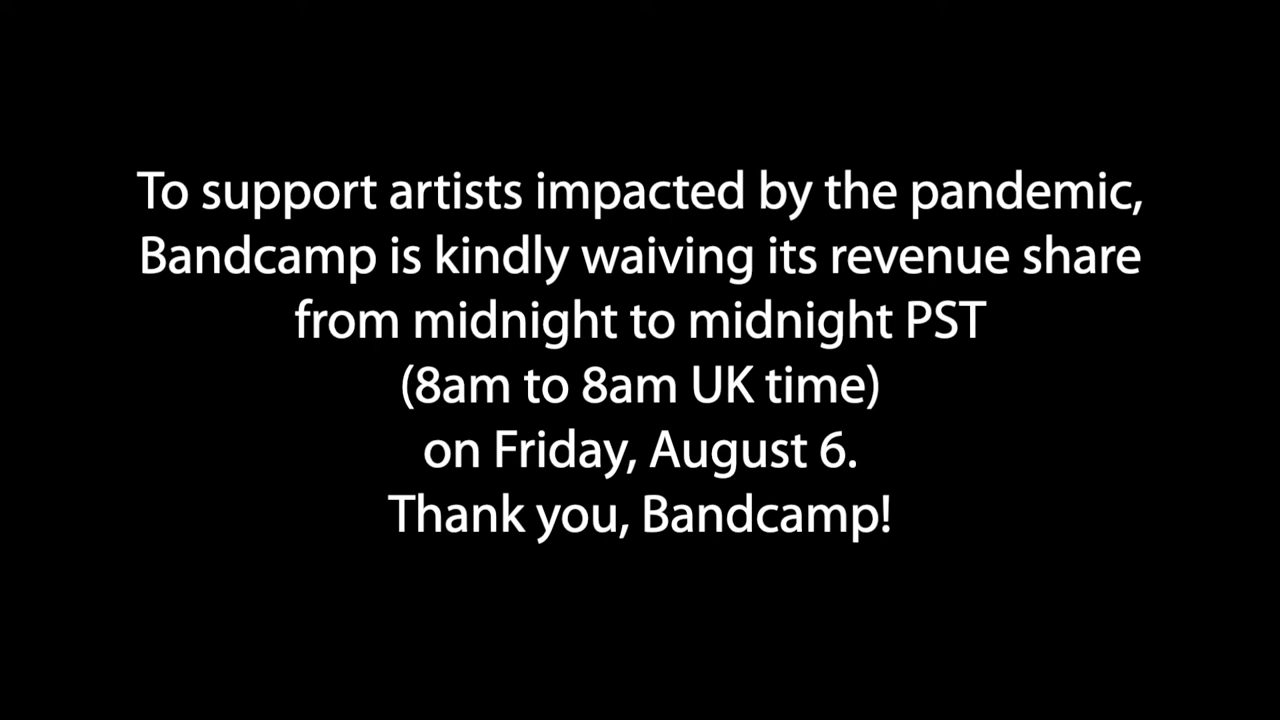 To support artists impacted by the pandemic,
Bandcamp is kindly waiving its revenue share
from midnight to midnight PST
(8am to 8am UK time)
on Friday, August 6.
Thank you, Bandcamp!